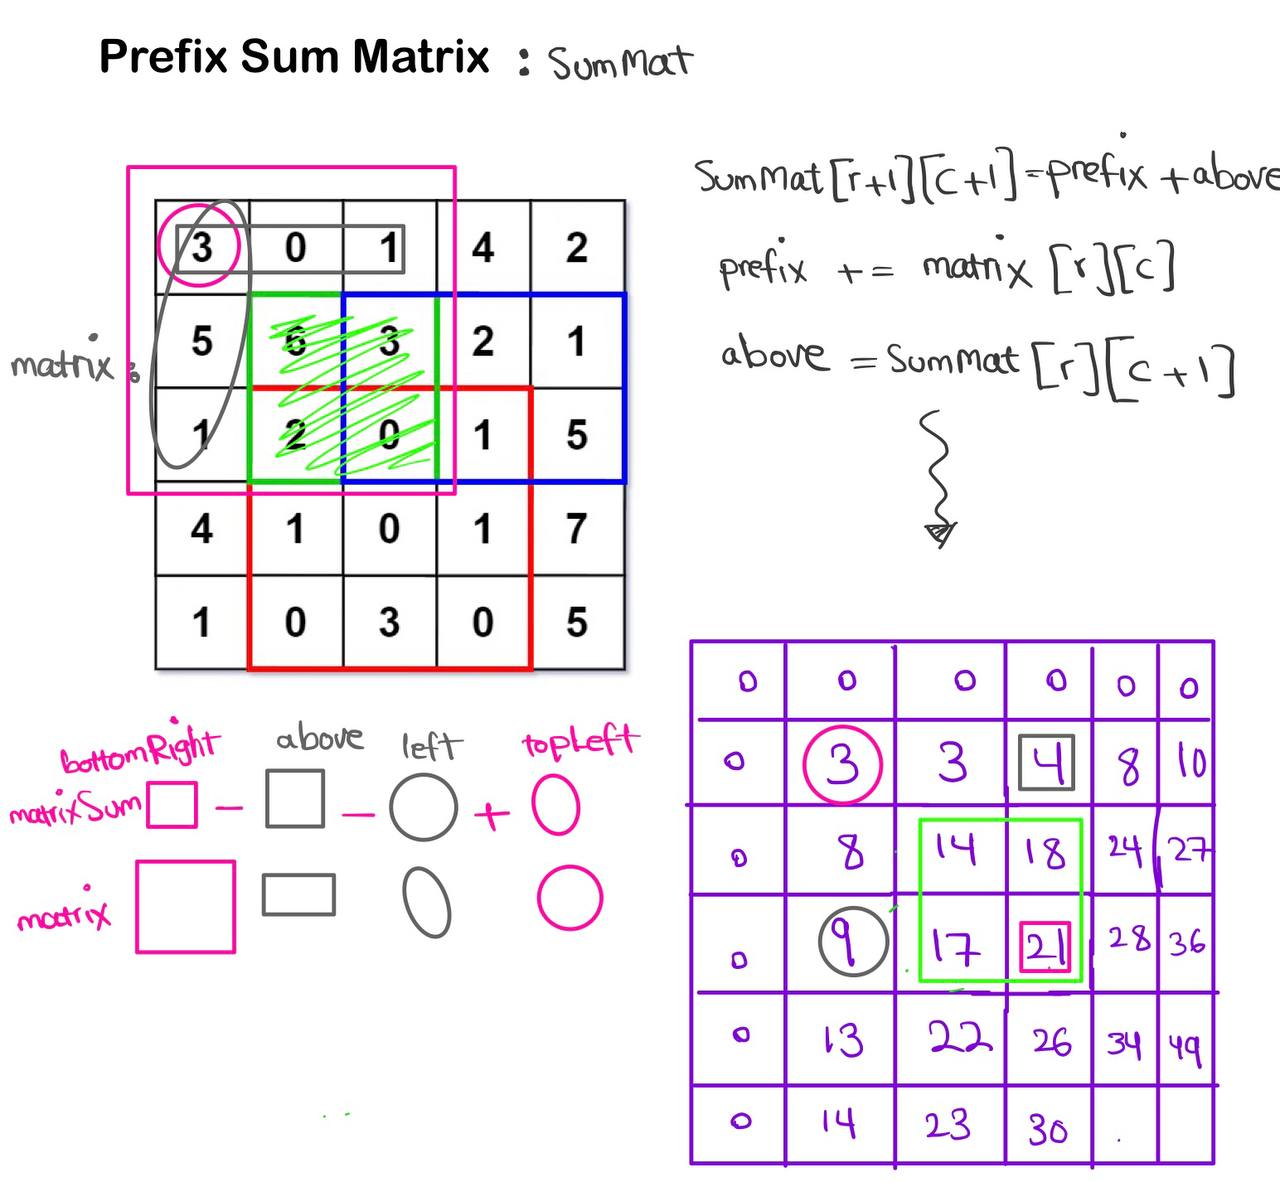 Prefix Sum Matrix : SumMat
SumMat[r+1][c+1]=prefix +above
prefix += matrix [r][c]
above = SumMat [r][c+1]
matrix :
3 0 1 4 2
5 6 3 2 1
1 2 0 1 5
4 1 0 1 7
1 0 3 0 5
bottomRight above left topLeft
matrixSum - - +
matrix
0 0 0 0 0 0
0 3 3 4 8 10
0 8 14 18 24 27
0 9 17 21 28 36
0 13 22 26 34 49
0 14 23 30